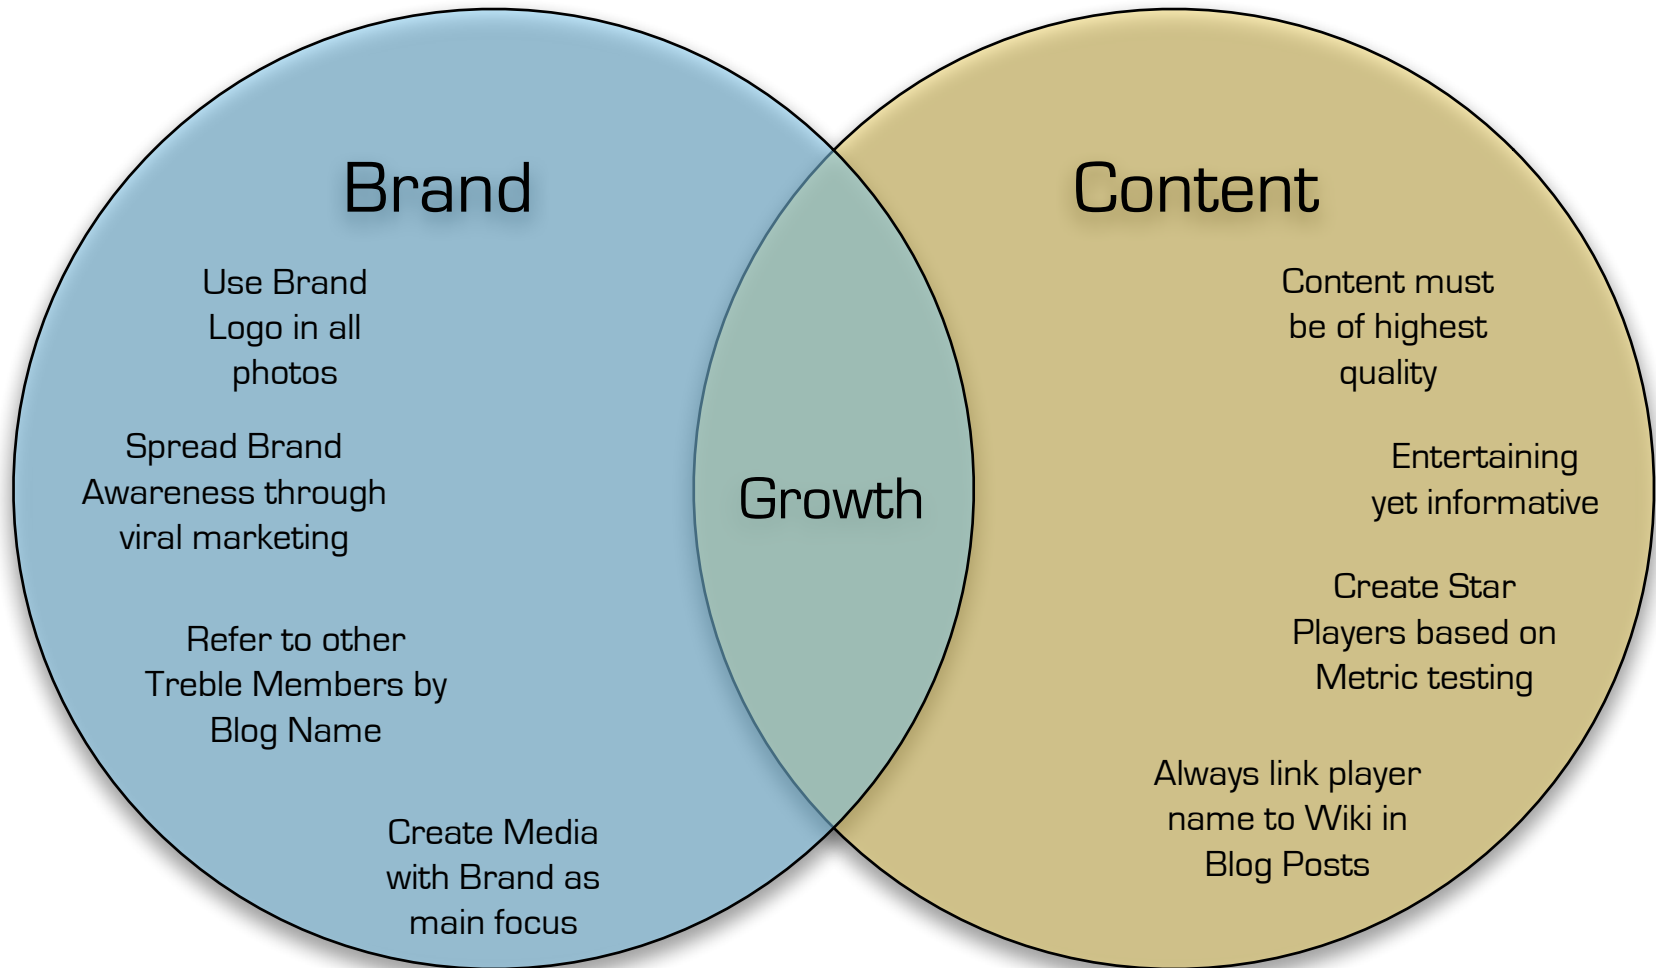 Brand
Use Brand
Logo in all
photos
Spread Brand
Awareness through
viral marketing
Refer to other
Treble Members by
Blog Name
Create Media
with Brand as
main focus
Growth
Content
Content must
be of highest
quality
Entertaining
yet informative
Create Star
Players based on
Metric testing
Always link player
name to Wiki in
Blog Posts